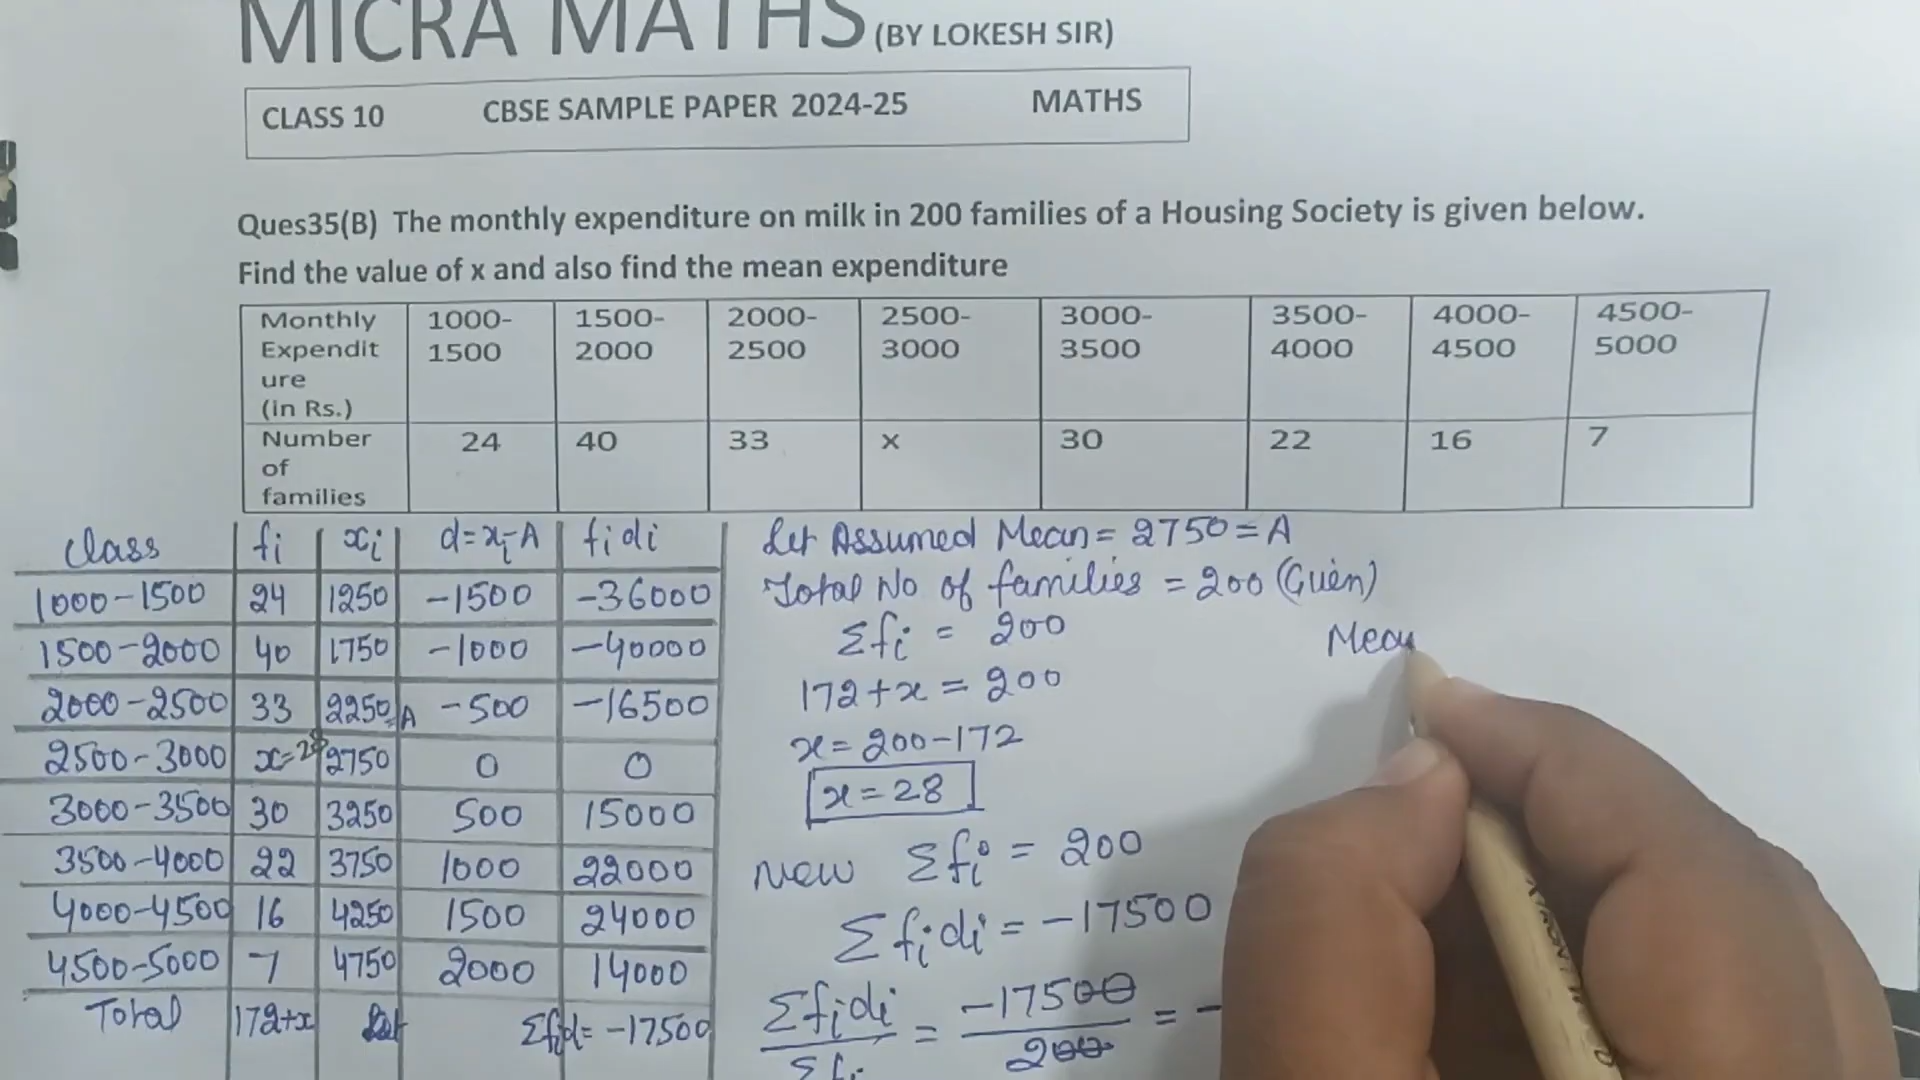 MICRA MATHS (BY LOKESH SIR)
CLASS 10 CBSE SAMPLE PAPER 2024-25 MATHS
Ques35(B) The monthly expenditure on milk in 200 families of a Housing Society is given below.
Find the value of x and also find the mean expenditure
Monthly Expendit ure (in Rs.) 1000-1500 1500-2000 2000-2500 2500-3000 3000-3500 3500-4000 4000-4500 4500-5000
Number of families 24 40 33 x 30 22 16 7
Class fi xi d=xi-A fidi
1000-1500 24 1250 -1500 -36000
1500-2000 40 1750 -1000 -40000
2000-2500 33 2250 -500 -16500
2500-3000 x=28 2750 =A 0 0
3000-3500 30 3250 500 15000
3500-4000 22 3750 1000 22000
4000-4500 16 4250 1500 24000
4500-5000 7 4750 2000 14000
Total 172+x Σfid= -17500
Let Assumed Mean = 2750 = A
Total No of families = 200 (Given)
Σfi = 200
172+x = 200
x = 200-172
x = 28
Now Σfi = 200
Σfidi = -17500
Σfidi / Σfi = -17500 / 200 = -
Mean